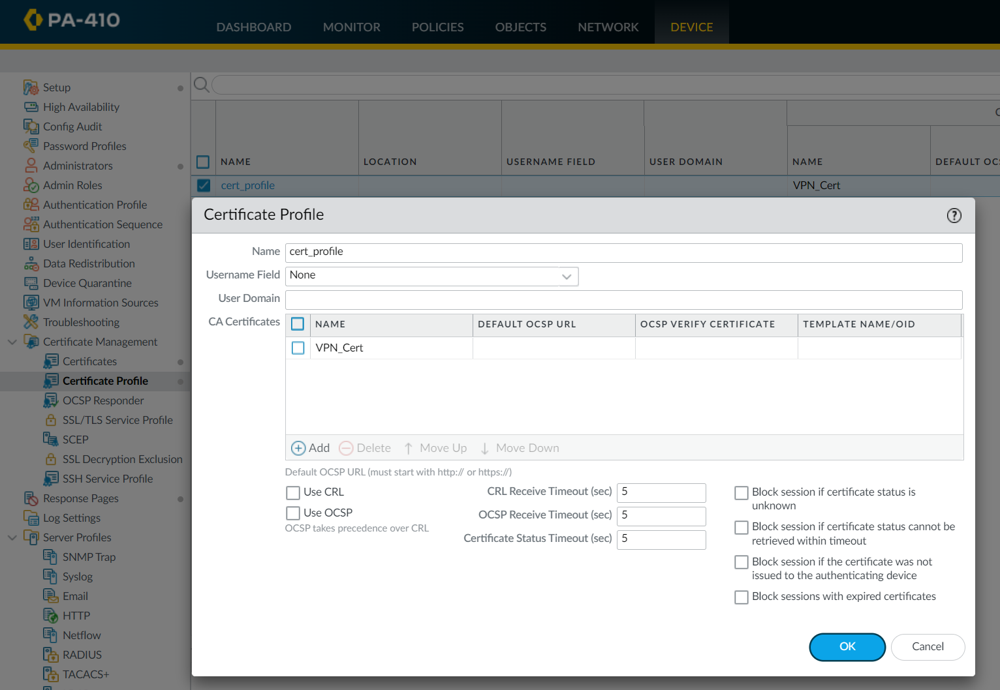 PA-410
DASHBOARD MONITOR POLICIES OBJECTS NETWORK DEVICE
Setup
High Availability
Config Audit
Password Profiles
Administrators
Admin Roles
Authentication Profile
Authentication Sequence
User Identification
Data Redistribution
Device Quarantine
VM Information Sources
Troubleshooting
Certificate Management
Certificates
Certificate Profile
OCSP Responder
SSL/TLS Service Profile
SCEP
SSL Decryption Exclusion
SSH Service Profile
Response Pages
Log Settings
Server Profiles
SNMP Trap
Syslog
Email
HTTP
Netflow
RADIUS
TACACS+
NAME LOCATION USERNAME FIELD USER DOMAIN NAME DEFAULT OCS
cert_profile VPN_Cert
Certificate Profile
Name cert_profile
Username Field None
User Domain
CA Certificates NAME DEFAULT OCSP URL OCSP VERIFY CERTIFICATE TEMPLATE NAME/OID
VPN_Cert
Add Delete Move Up Move Down
Default OCSP URL (must start with http:// or https://)
Use CRL
Use OCSP
OCSP takes precedence over CRL
CRL Receive Timeout (sec) 5
OCSP Receive Timeout (sec) 5
Certificate Status Timeout (sec) 5
Block session if certificate status is
unknown
Block session if certificate status cannot be
retrieved within timeout
Block session if the certificate was not
issued to the authenticating device
Block sessions with expired certificates
OK Cancel